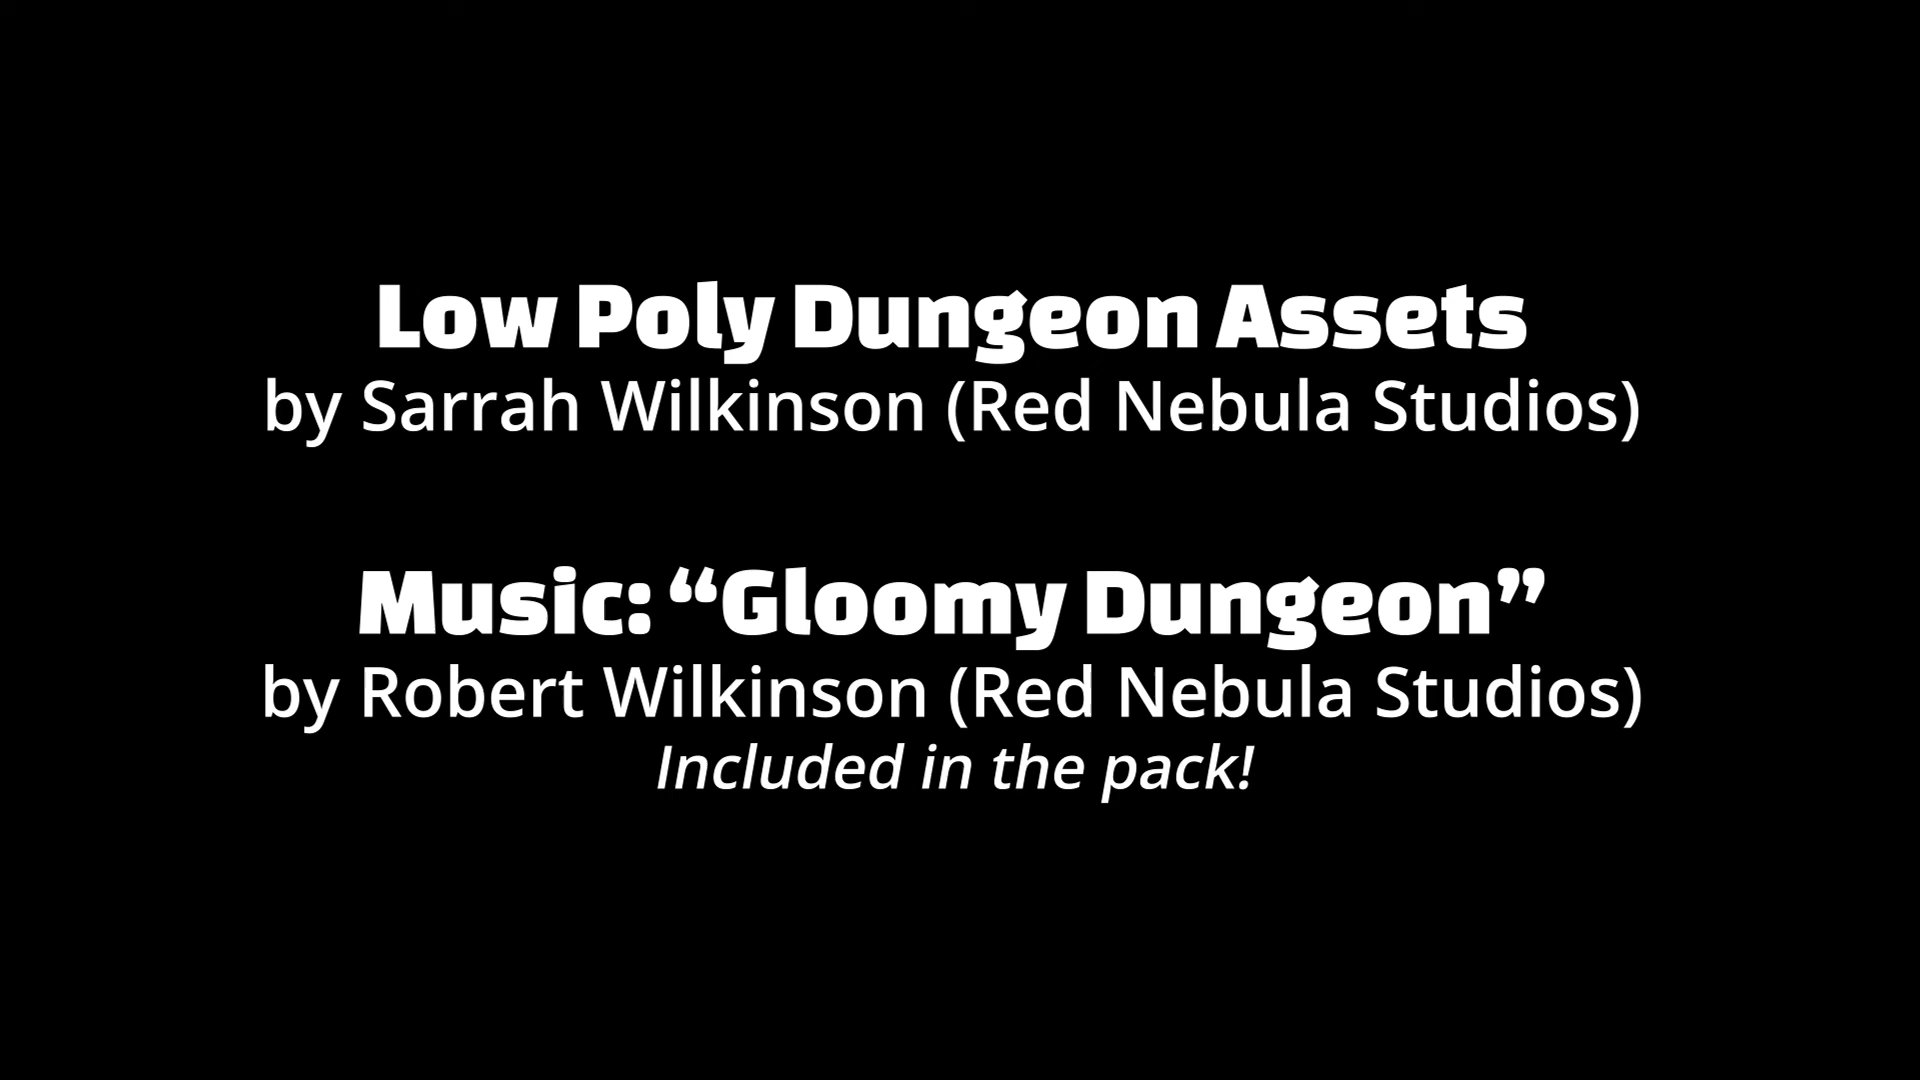 Low Poly Dungeon Assets
by Sarrah Wilkinson (Red Nebula Studios)
Music: “Gloomy Dungeon”
by Robert Wilkinson (Red Nebula Studios)
Included in the pack!